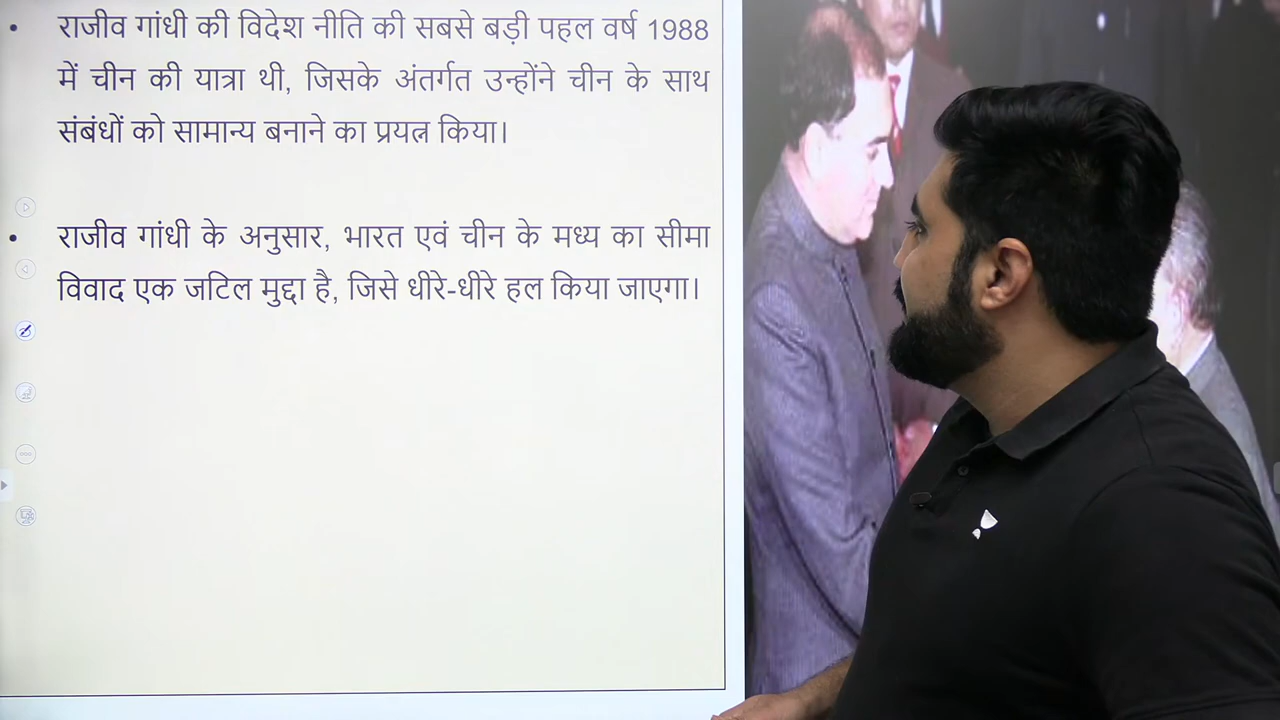 • राजीव गांधी की विदेश नीति की सबसे बड़ी पहल वर्ष 1988
में चीन की यात्रा थी, जिसके अंतर्गत उन्होंने चीन के साथ
संबंधों को सामान्य बनाने का प्रयत्न किया।
• राजीव गांधी के अनुसार, भारत एवं चीन के मध्य का सीमा
विवाद एक जटिल मुद्दा है, जिसे धीरे-धीरे हल किया जाएगा।